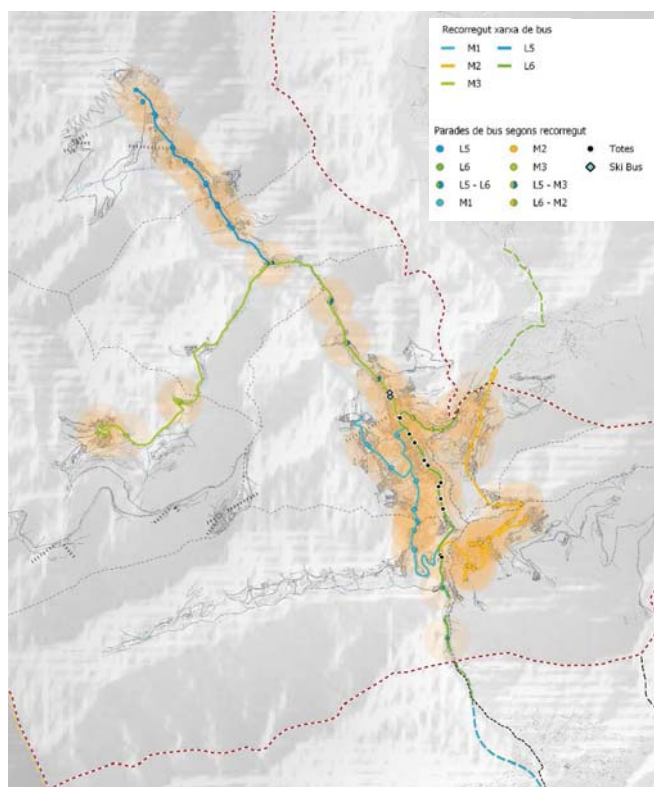 Recorregut xarxa de bus
M1 L5
M2 L6
M3
Parades de bus segons recorregut
L5 M2 Totes
L6 M3 Ski Bus
L5 - L6 L5 - M3
M1 L6 - M2